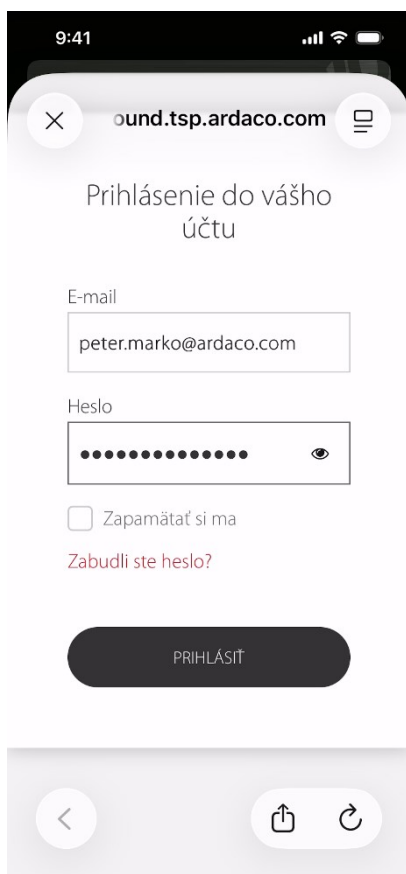 9:41
ound.tsp.ardaco.com
Prihlásenie do vášho
účtu
E-mail
peter.marko@ardaco.com
Heslo
Zapamätať si ma
Zabudli ste heslo?
PRIHLÁSIŤ